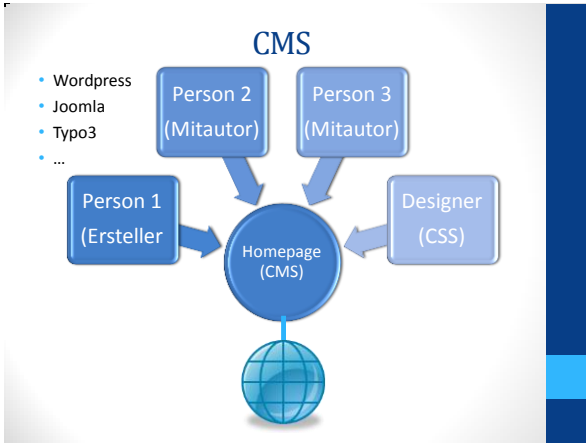 CMS
• Wordpress
• Joomla
• Typo3
• ...
Person 2
(Mitautor)
Person 3
(Mitautor)
Person 1
(Ersteller
Designer
(CSS)
Homepage
(CMS)